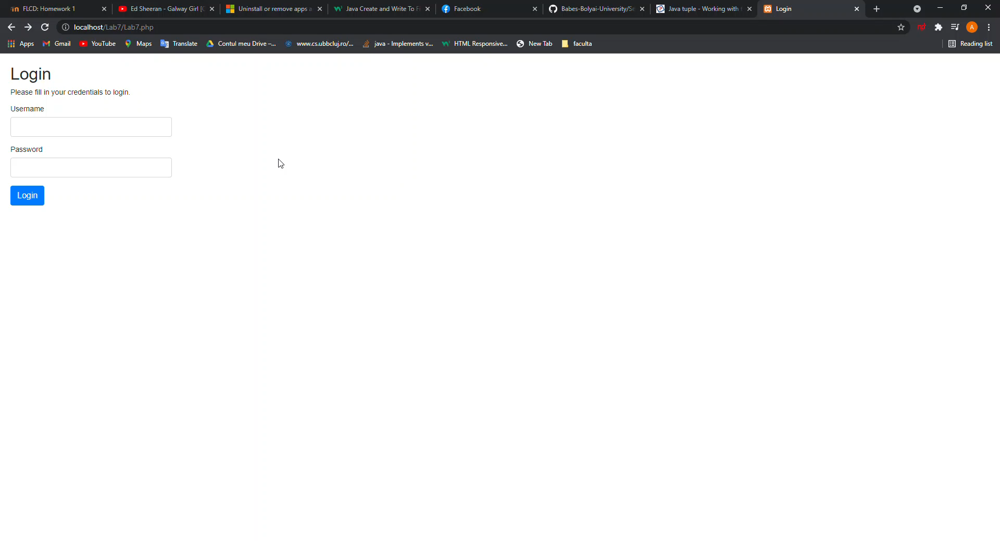 FLCD: Homework 1
Ed Sheeran - Galway Girl [
Uninstall or remove apps a
Java Create and Write To F
Facebook
Babes-Bolyai-University/Se
Java tuple - Working with
Login
localhost/Lab7/Lab7.php
A
Apps
Gmail
YouTube
Maps
Translate
Contul meu Drive –...
www.cs.ubbcluj.ro/...
java - Implements v...
HTML Responsive...
New Tab
faculta
Reading list
Login
Please fill in your credentials to login.
Username
Password
Login